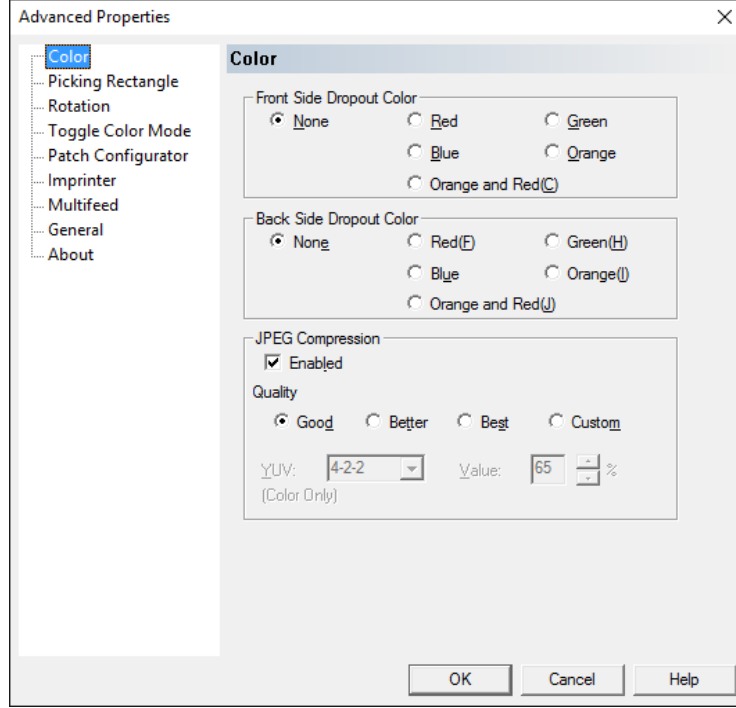 Advanced Properties
Color
Picking Rectangle
Rotation
Toggle Color Mode
Patch Configurator
Imprinter
Multifeed
General
About
Color
Front Side Dropout Color
None Red Green
Blue Orange
Orange and Red(C)
Back Side Dropout Color
None Red(F) Green(H)
Blue Orange(I)
Orange and Red(J)
JPEG Compression
Enabled
Quality
Good Better Best Custom
YUV: 4-2-2 Value: 65 %
(Color Only)
OK Cancel Help